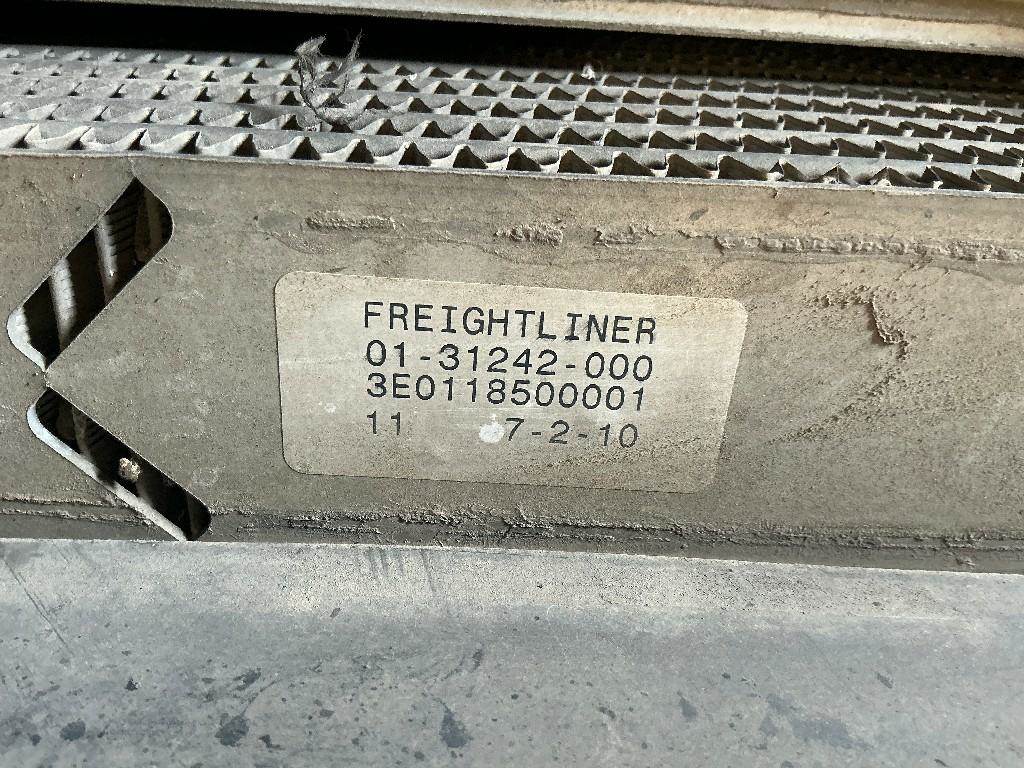 FREIGHTLINER
01-31242-000
3E0118500001
11 7-2-10